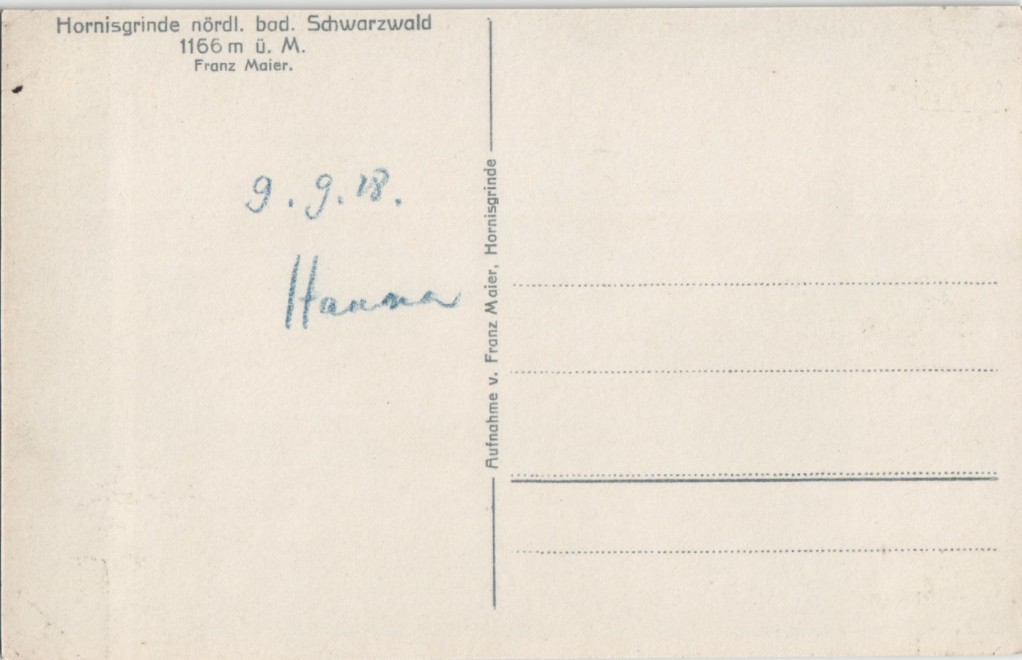 Hornisgrinde nördl. bad. Schwarzwald
1166 m ü. M.
Franz Maier.
9. 9. 18.
Hanna
Aufnahme v. Franz Maier, Hornisgrinde